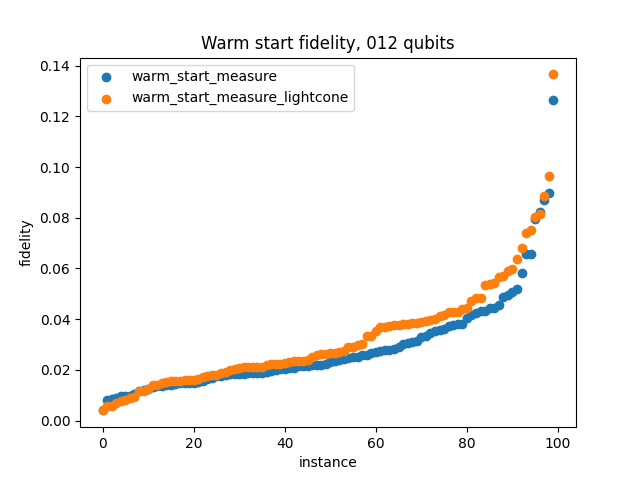 Warm start fidelity, 012 qubits
warm_start_measure
warm_start_measure_lightcone
0.14
0.12
0.10
0.08
0.06
0.04
0.02
0.00
fidelity
0 20 40 60 80 100
instance